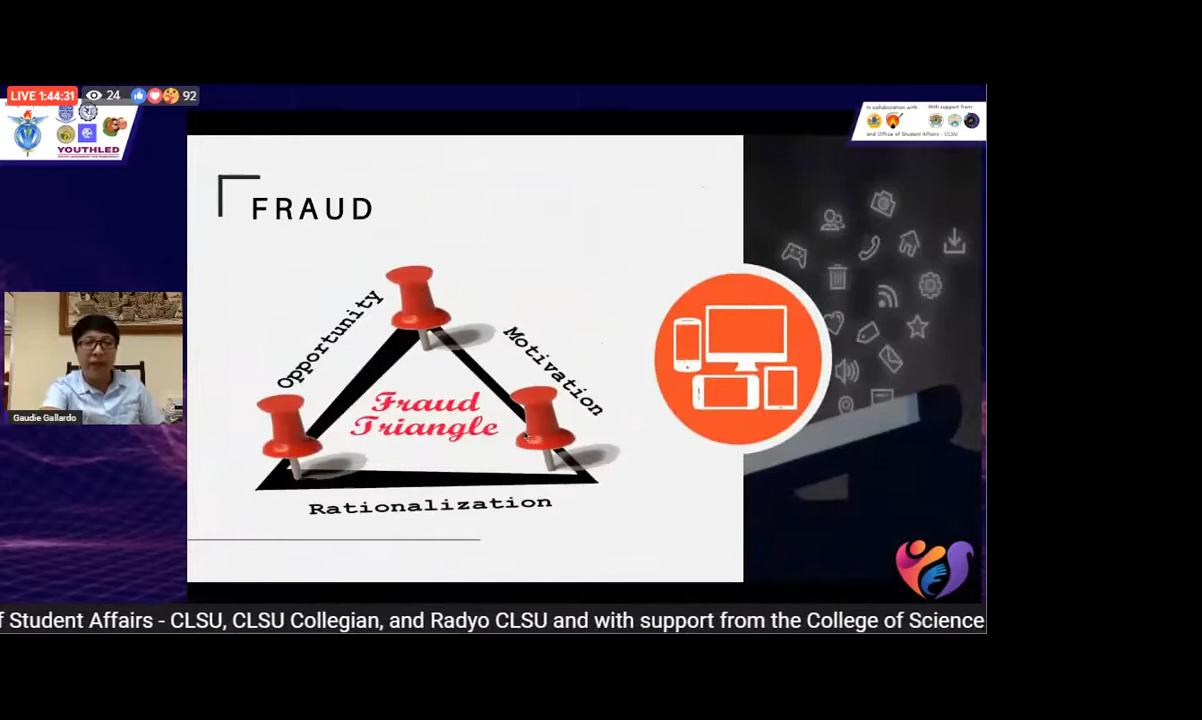 LIVE 1:44:31
24
92
YOUTHLED
In collaboration with:
With support from:
and Office of Student Affairs - CLSU
FRAUD
Opportunity
Motivation
Fraud
Triangle
Rationalization
Gaudie Gallardo
f Student Affairs - CLSU, CLSU Collegian, and Radyo CLSU and with support from the College of Science